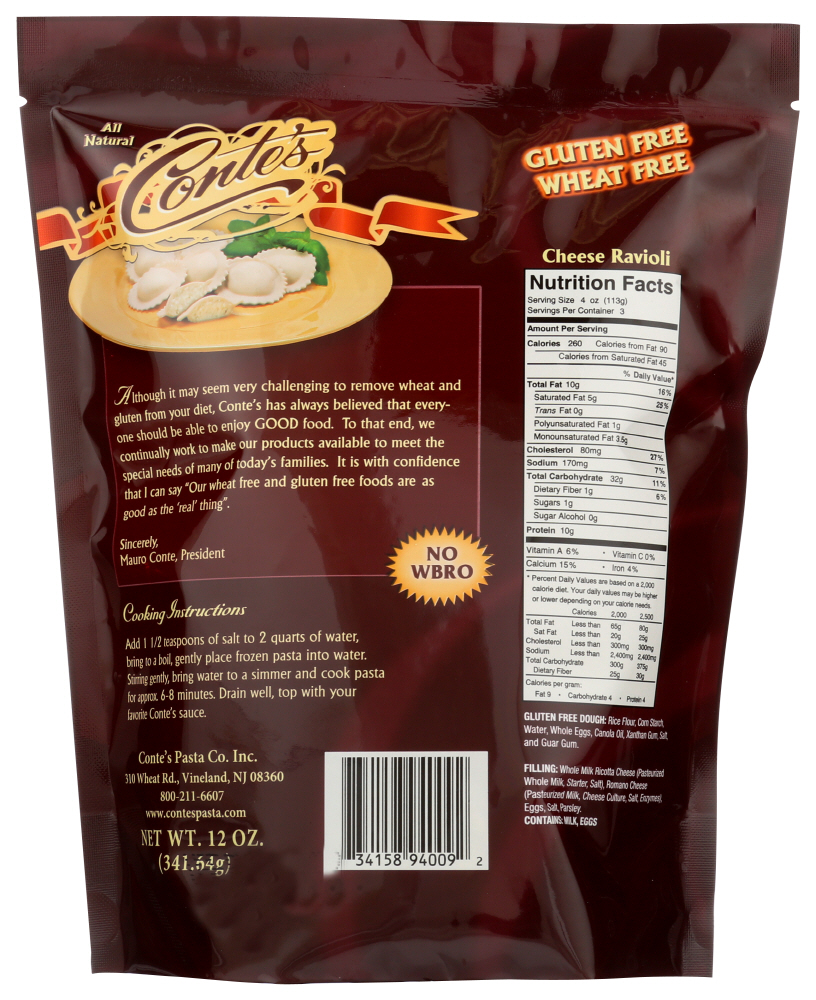 All
Natural
Conte's
GLUTEN FREE
WHEAT FREE
Although it may seem very challenging to remove wheat and
gluten from your diet, Conte's has always believed that every-
one should be able to enjoy GOOD food. To that end, we
continually work to make our products available to meet the
special needs of many of today's families. It is with confidence
that I can say "Our wheat free and gluten free foods are as
good as the 'real' thing".
Sincerely,
Mauro Conte, President
NO
WBRO
Cooking Instructions
Add 1 1/2 teaspoons of salt to 2 quarts of water,
bring to a boil, gently place frozen pasta into water.
Stirring gently, bring water to a simmer and cook pasta
for approx. 6-8 minutes. Drain well, top with your
favorite Conte's sauce.
Conte's Pasta Co. Inc.
310 Wheat Rd., Vineland, NJ 08360
800-211-6607
www.contespasta.com
NET WT. 12 OZ.
(341.64g)
34158 94009 2
Cheese Ravioli
Nutrition Facts
Serving Size 4 oz (113g)
Servings Per Container 3
Amount Per Serving
Calories 260 Calories from Fat 90
Calories from Saturated Fat 45
% Daily Value*
Total Fat 10g 16%
Saturated Fat 5g 25%
Trans Fat 0g
Polyunsaturated Fat 1g
Monounsaturated Fat 3.5g
Cholesterol 80mg 27%
Sodium 170mg 7%
Total Carbohydrate 32g 11%
Dietary Fiber 1g 6%
Sugars 1g
Sugar Alcohol 0g
Protein 10g
Vitamin A 6% • Vitamin C 0%
Calcium 15% • Iron 4%
* Percent Daily Values are based on a 2,000
calorie diet. Your daily values may be higher
or lower depending on your calorie needs.
Calories 2,000 2,500
Total Fat Less than 65g 80g
Sat Fat Less than 20g 25g
Cholesterol Less than 300mg 300mg
Sodium Less than 2,400mg 2,400mg
Total Carbohydrate 300g 375g
Dietary Fiber 25g 30g
Calories per gram:
Fat 9 • Carbohydrate 4 • Protein 4
GLUTEN FREE DOUGH: Rice Flour, Corn Starch,
Water, Whole Eggs, Canola Oil, Xanthan Gum, Salt,
and Guar Gum.
FILLING: Whole Milk Ricotta Cheese (Pasteurized
Whole Milk, Starter, Salt), Romano Cheese
(Pasteurized Milk, Cheese Culture, Salt, Enzymes),
Eggs, Salt, Parsley.
CONTAINS: MILK, EGGS